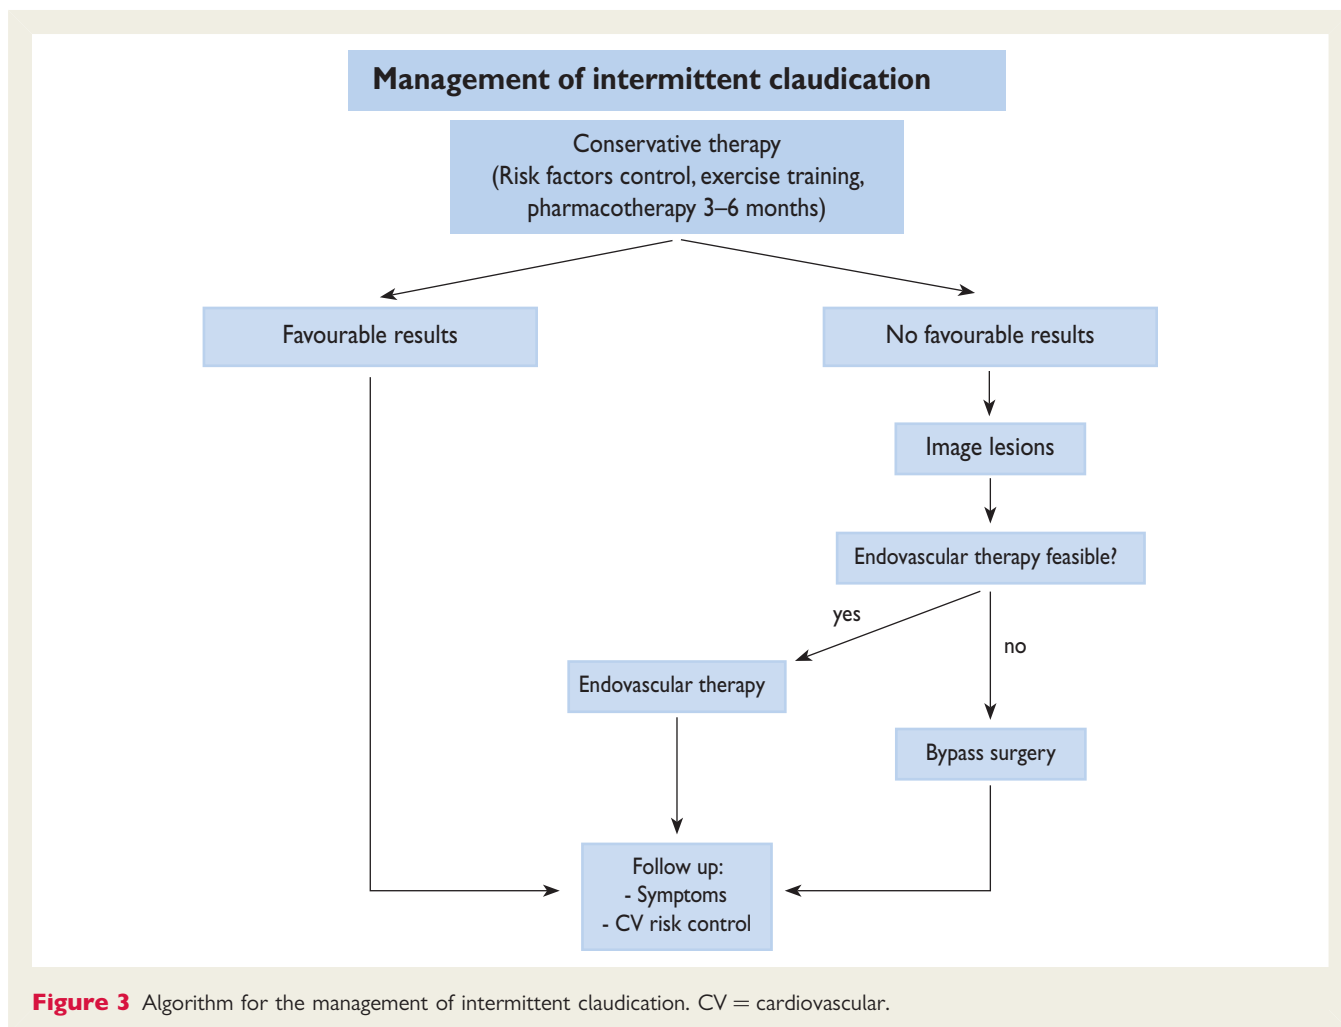 Management of intermittent claudication
Conservative therapy
(Risk factors control, exercise training,
pharmacotherapy 3–6 months)
Favourable results
No favourable results
Image lesions
Endovascular therapy feasible?
yes
no
Endovascular therapy
Bypass surgery
Follow up:
- Symptoms
- CV risk control
Figure 3 Algorithm for the management of intermittent claudication. CV = cardiovascular.